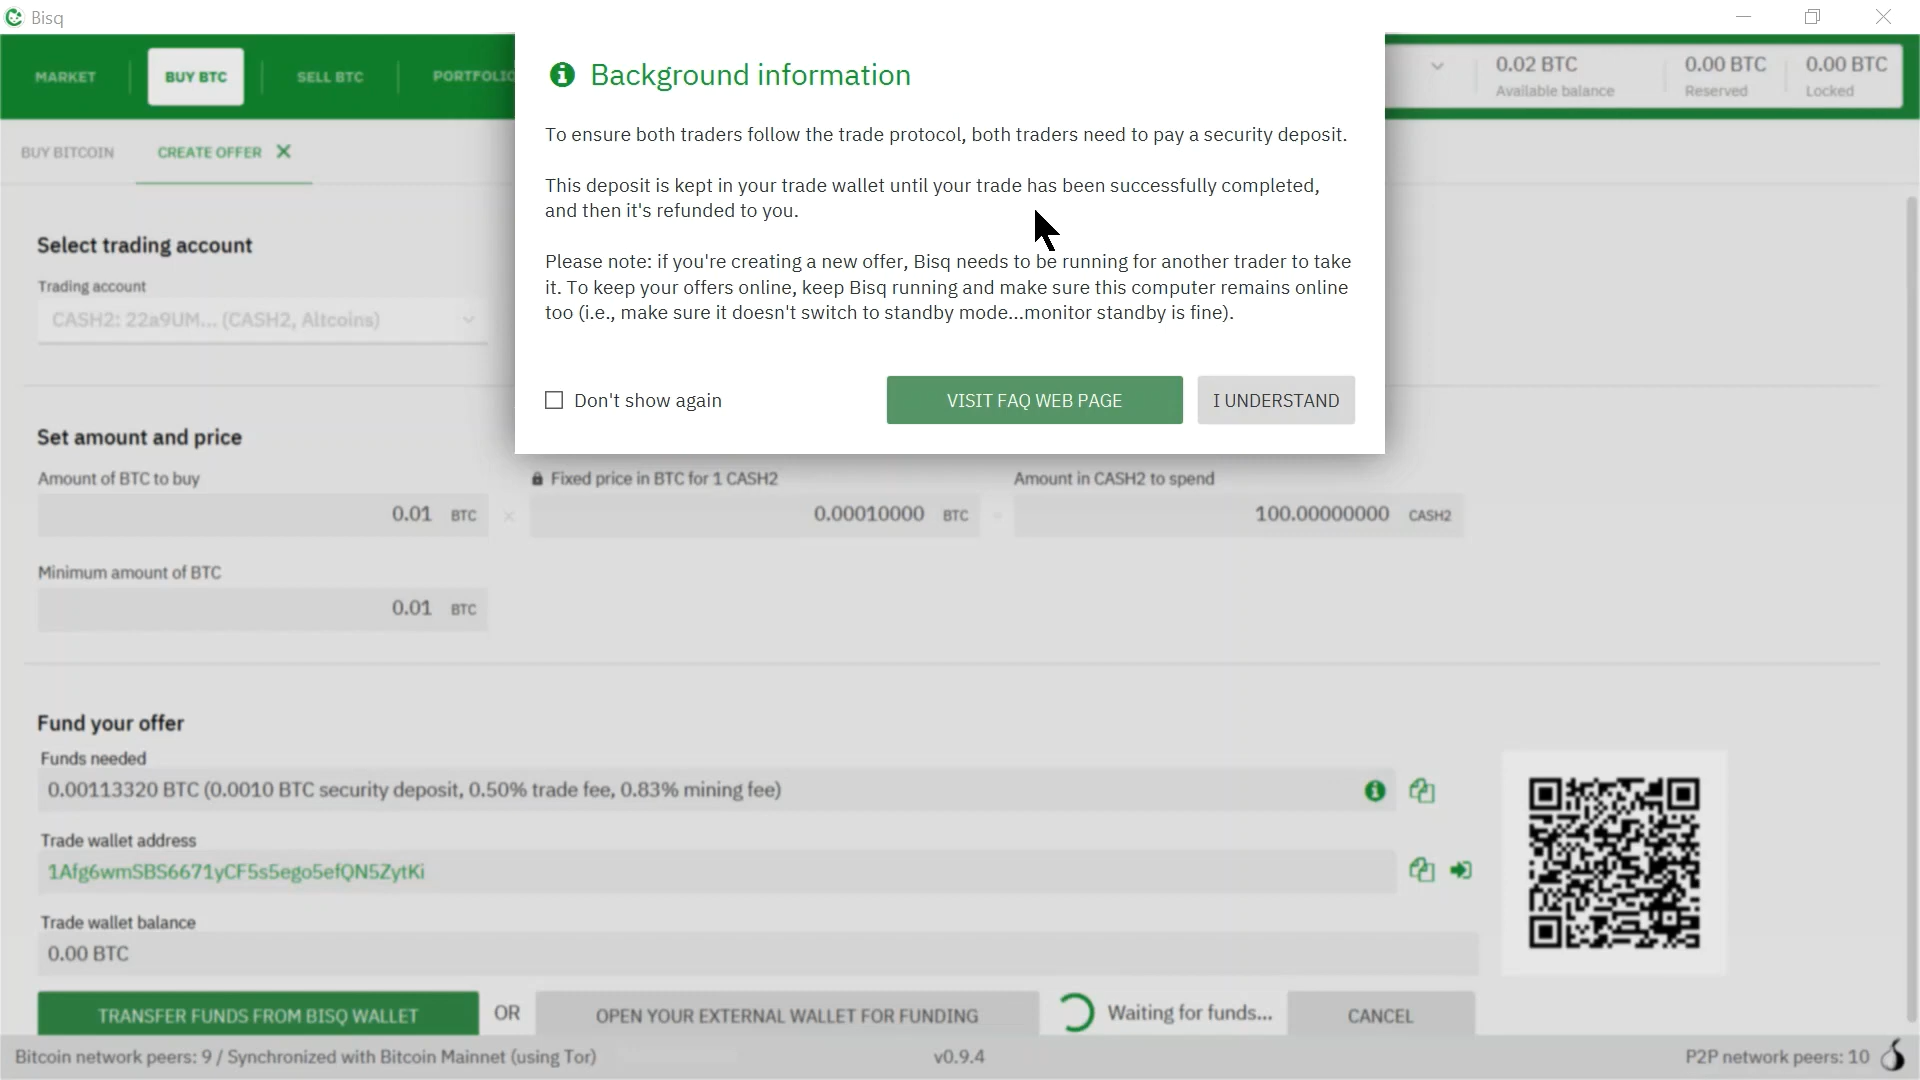 Bisq
MARKET
BUY BTC
SELL BTC
PORTFOLIO
0.02 BTC
Available balance
0.00 BTC
Reserved
0.00 BTC
Locked
BUY BITCOIN
CREATE OFFER
Background information
To ensure both traders follow the trade protocol, both traders need to pay a security deposit.
This deposit is kept in your trade wallet until your trade has been successfully completed,
and then it's refunded to you.
Please note: if you're creating a new offer, Bisq needs to be running for another trader to take
it. To keep your offers online, keep Bisq running and make sure this computer remains online
too (i.e., make sure it doesn't switch to standby mode...monitor standby is fine).
Don't show again
VISIT FAQ WEB PAGE
I UNDERSTAND
Select trading account
Trading account
CASH2: 22a9UM... (CASH2, Altcoins)
Set amount and price
Amount of BTC to buy
0.01 BTC
Fixed price in BTC for 1 CASH2
0.00010000 BTC
Amount in CASH2 to spend
100.00000000 CASH2
Minimum amount of BTC
0.01 BTC
Fund your offer
Funds needed
0.00113320 BTC (0.0010 BTC security deposit, 0.50% trade fee, 0.83% mining fee)
Trade wallet address
1Afg6wmSBS6671yCF5s5ego5efQN5ZytKi
Trade wallet balance
0.00 BTC
TRANSFER FUNDS FROM BISQ WALLET
OR
OPEN YOUR EXTERNAL WALLET FOR FUNDING
Waiting for funds...
CANCEL
Bitcoin network peers: 9 / Synchronized with Bitcoin Mainnet (using Tor)
v0.9.4
P2P network peers: 10